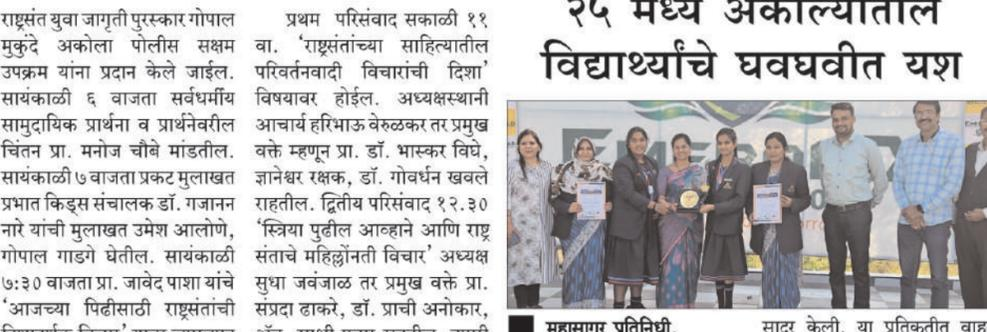 राष्ट्रसंत युवा जागृती पुरस्कार गोपाल
मुकुंदे अकोला पोलीस सक्षम
उपक्रम यांना प्रदान केले जाईल.
सायंकाळी ६ वाजता सर्वधर्मीय
सामुदायिक प्रार्थना व प्रार्थनेवरील
चिंतन प्रा. मनोज चौबे मांडतील.
सायंकाळी ७ वाजता प्रकट मुलाखत
प्रभात किड्स संचालक डॉ. गजानन
नारे यांची मुलाखत उमेश आलोणे,
गोपाल गाडगे घेतील. सायंकाळी
७:३० वाजता प्रा. जावेद पाशा यांचे
'आजच्या पिढीसाठी राष्ट्रसंतांची
प्रथम परिसंवाद सकाळी ११
वा. 'राष्ट्रसंतांच्या साहित्यातील
परिवर्तनवादी विचारांची दिशा'
विषयावर होईल. अध्यक्षस्थानी
आचार्य हरिभाऊ वेरुळकर तर प्रमुख
वक्ते म्हणून प्रा. डॉ. भास्कर विघे,
ज्ञानेश्वर रक्षक, डॉ. गोवर्धन खवले
राहतील. द्वितीय परिसंवाद १२.३०
'स्त्रिया पुढील आव्हाने आणि राष्ट्र
संताचे महिल्लोंनती विचार' अध्यक्ष
सुधा जवंजाळ तर प्रमुख वक्ते प्रा.
संप्रदा ढाकरे, डॉ. प्राची अनोकार,
२५ मध्ये अकोल्यातील
विद्यार्थ्यांचे घवघवीत यश
महासागर प्रतिनिधी,
सादर केली. या प्रतिकृतीत वाहन